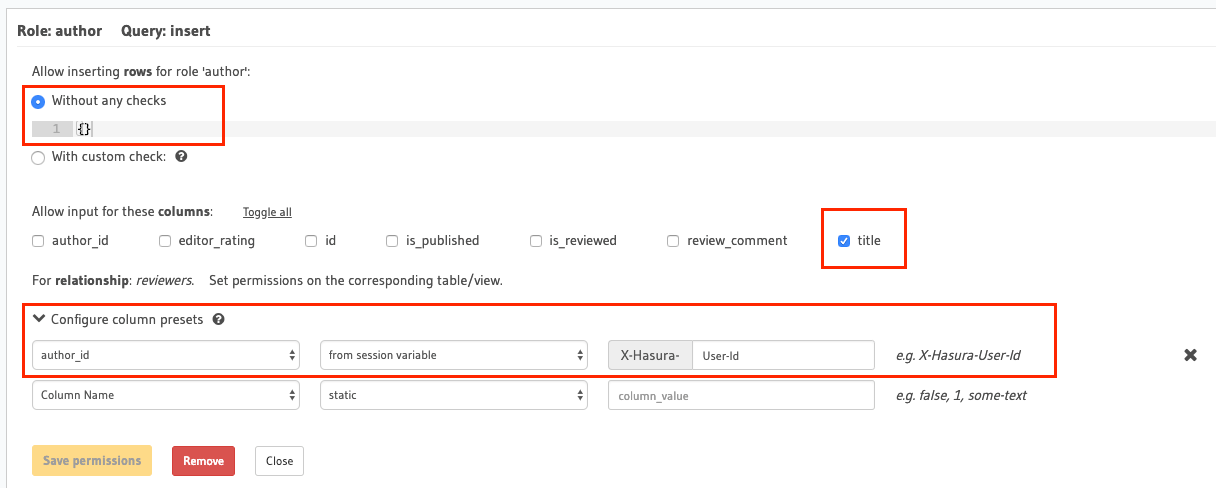 Role: author Query: insert
Allow inserting rows for role 'author':
Without any checks
1 {}
With custom check: ?
Allow input for these columns: Toggle all
author_id editor_rating id is_published is_reviewed review_comment title
For relationship: reviewers. Set permissions on the corresponding table/view.
Configure column presets ?
author_id from session variable X-Hasura- User-Id e.g. X-Hasura-User-Id
Column Name static column_value e.g. false, 1, some-text
Save permissions Remove Close